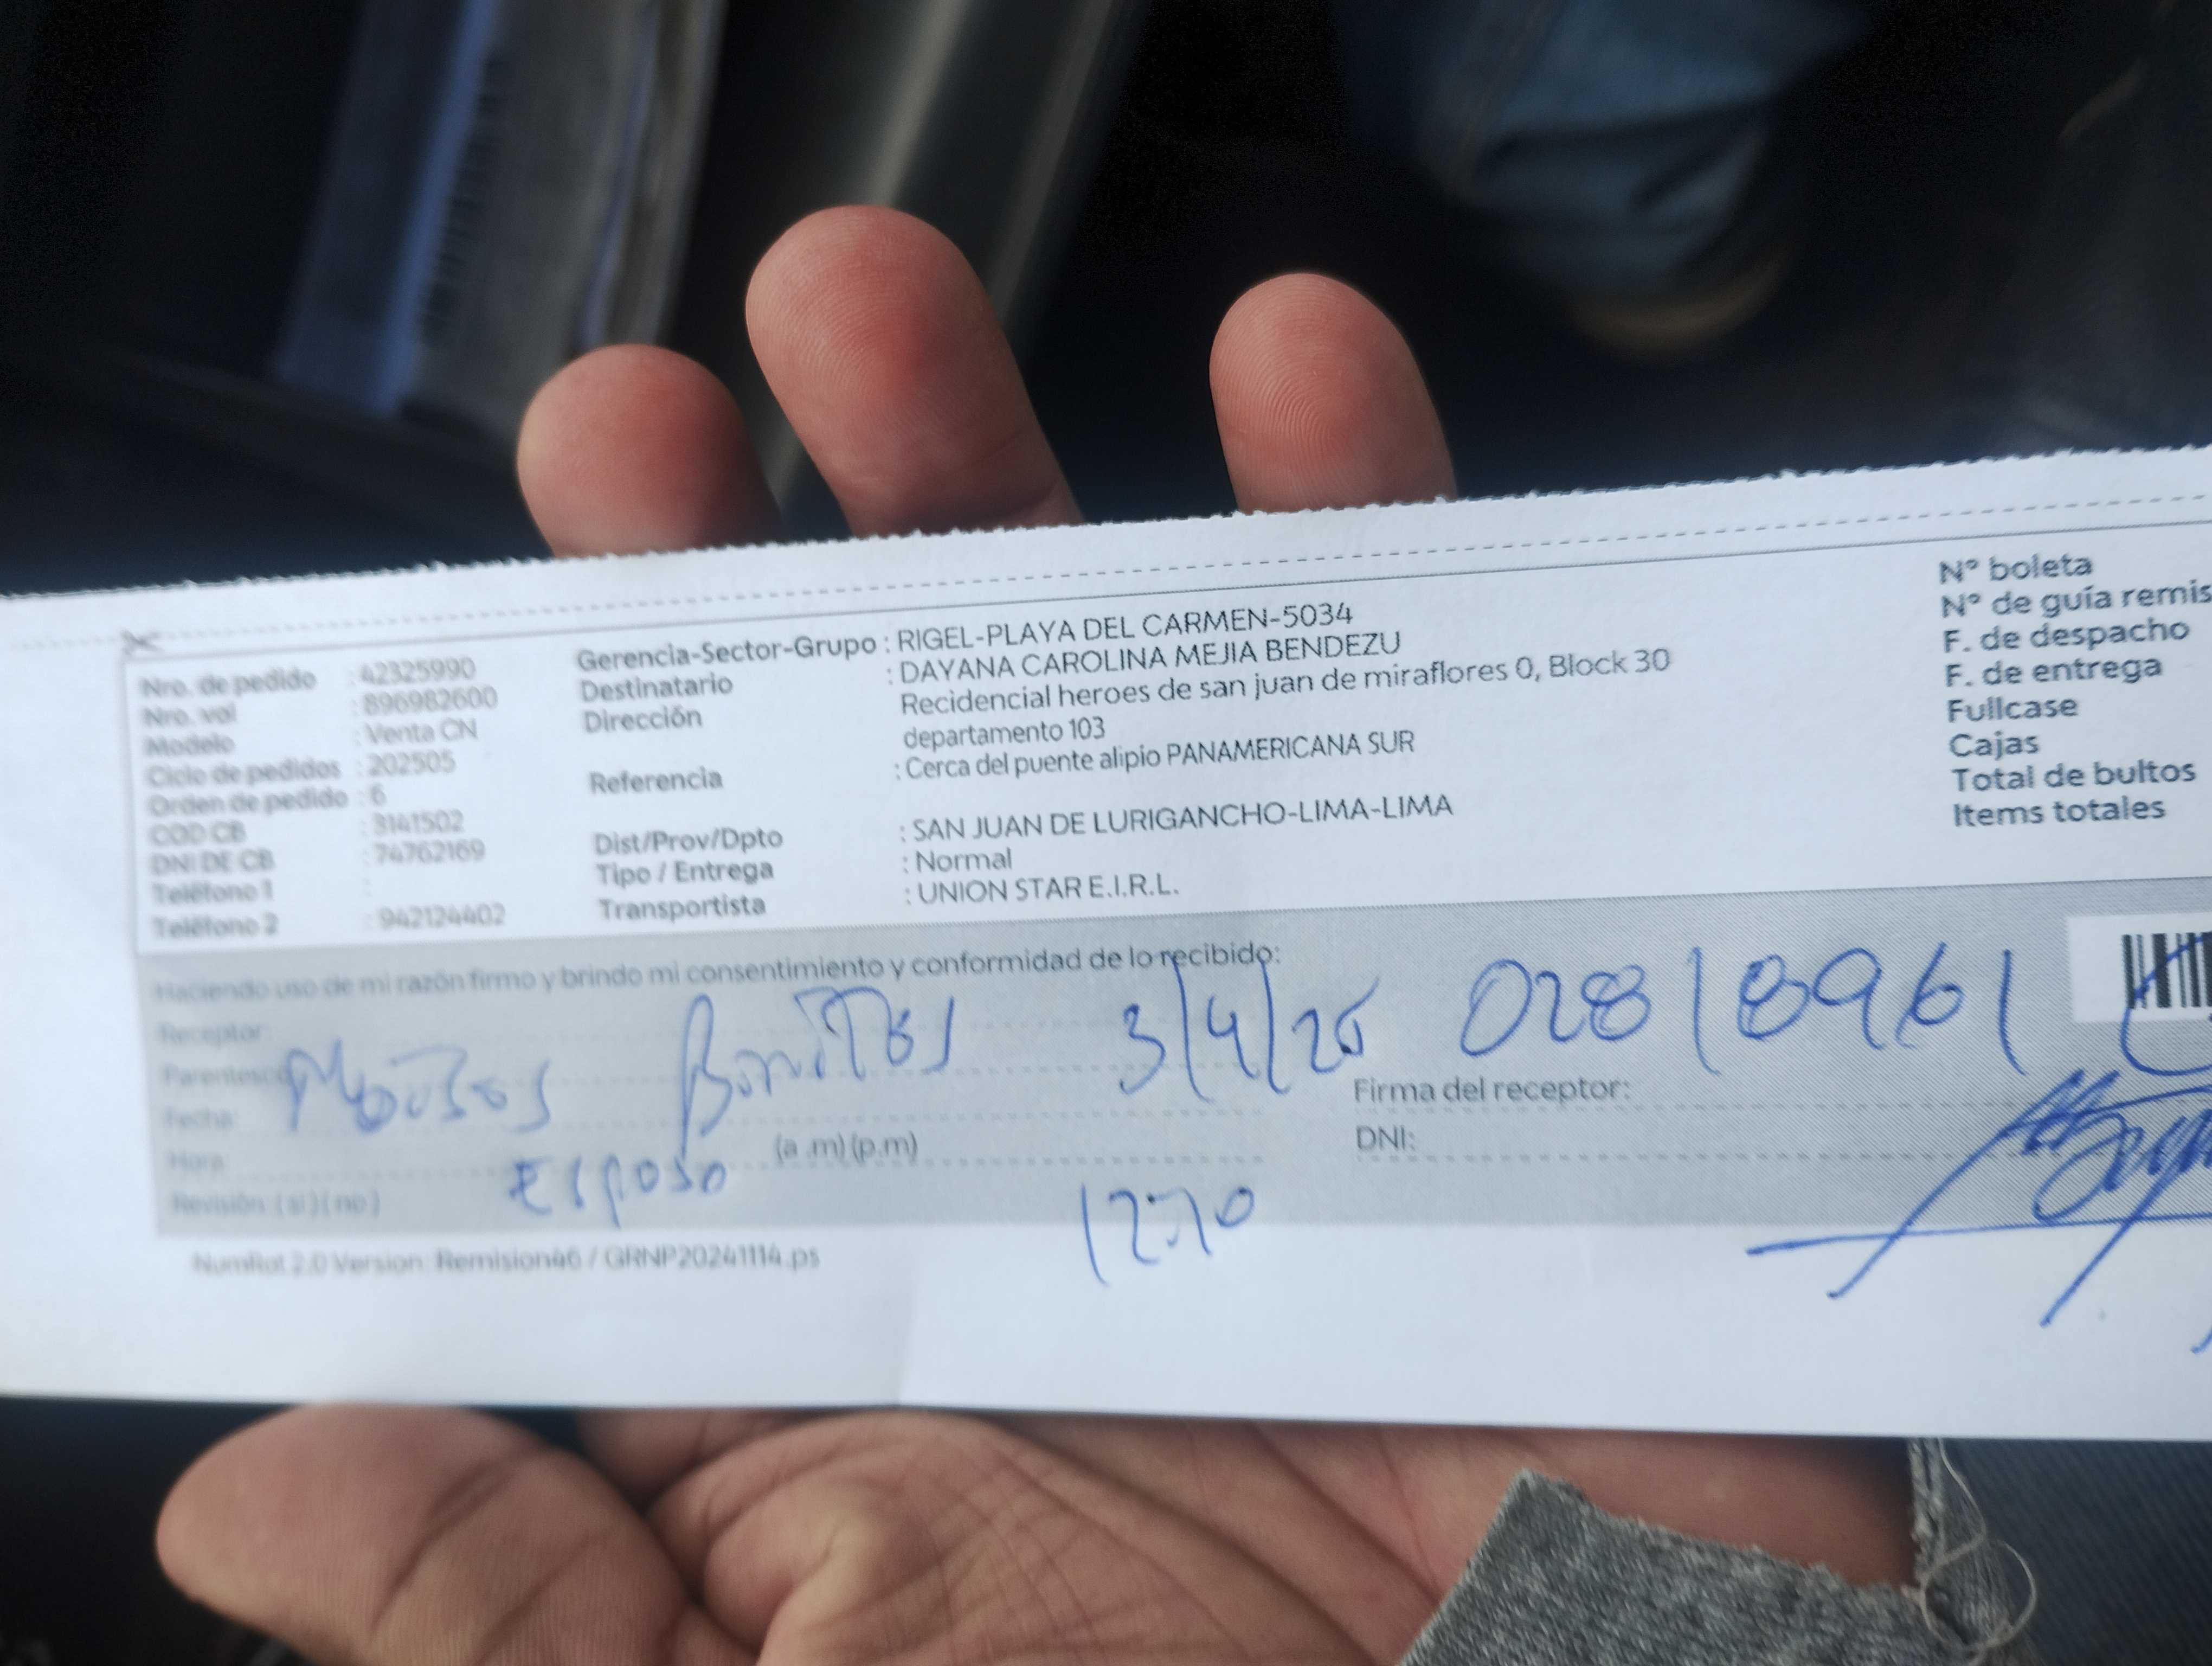 Nro. de pedido : 42325990
Nro. vol : 896982600
Modelo : Venta CN
Ciclo de pedidos : 202505
Orden de pedido : 6
COD CB : 3141502
DNI DE CB : 74762169
Teléfono 1 :
Teléfono 2 : 942124402
Gerencia-Sector-Grupo : RIGEL-PLAYA DEL CARMEN-5034
Destinatario : DAYANA CAROLINA MEJIA BENDEZU
Dirección Recidencial heroes de san juan de miraflores 0, Block 30
departamento 103
Referencia : Cerca del puente alipio PANAMERICANA SUR
Dist/Prov/Dpto : SAN JUAN DE LURIGANCHO-LIMA-LIMA
Tipo / Entrega : Normal
Transportista : UNION STAR E.I.R.L.
N° boleta
N° de guía remis
F. de despacho
F. de entrega
Fullcase
Cajas
Total de bultos
Items totales
Haciendo uso de mi razón firmo y brindo mi consentimiento y conformidad de lo recibido:
Receptor:
Parentesco
Fecha:
Hora: (a .m) (p.m)
Revisión: ( si ) ( no )
3/4/25 02818961
Esposo
Firma del receptor:
DNI:
NumRot 2.0 Version: Remision46 / GRNP20241114.ps